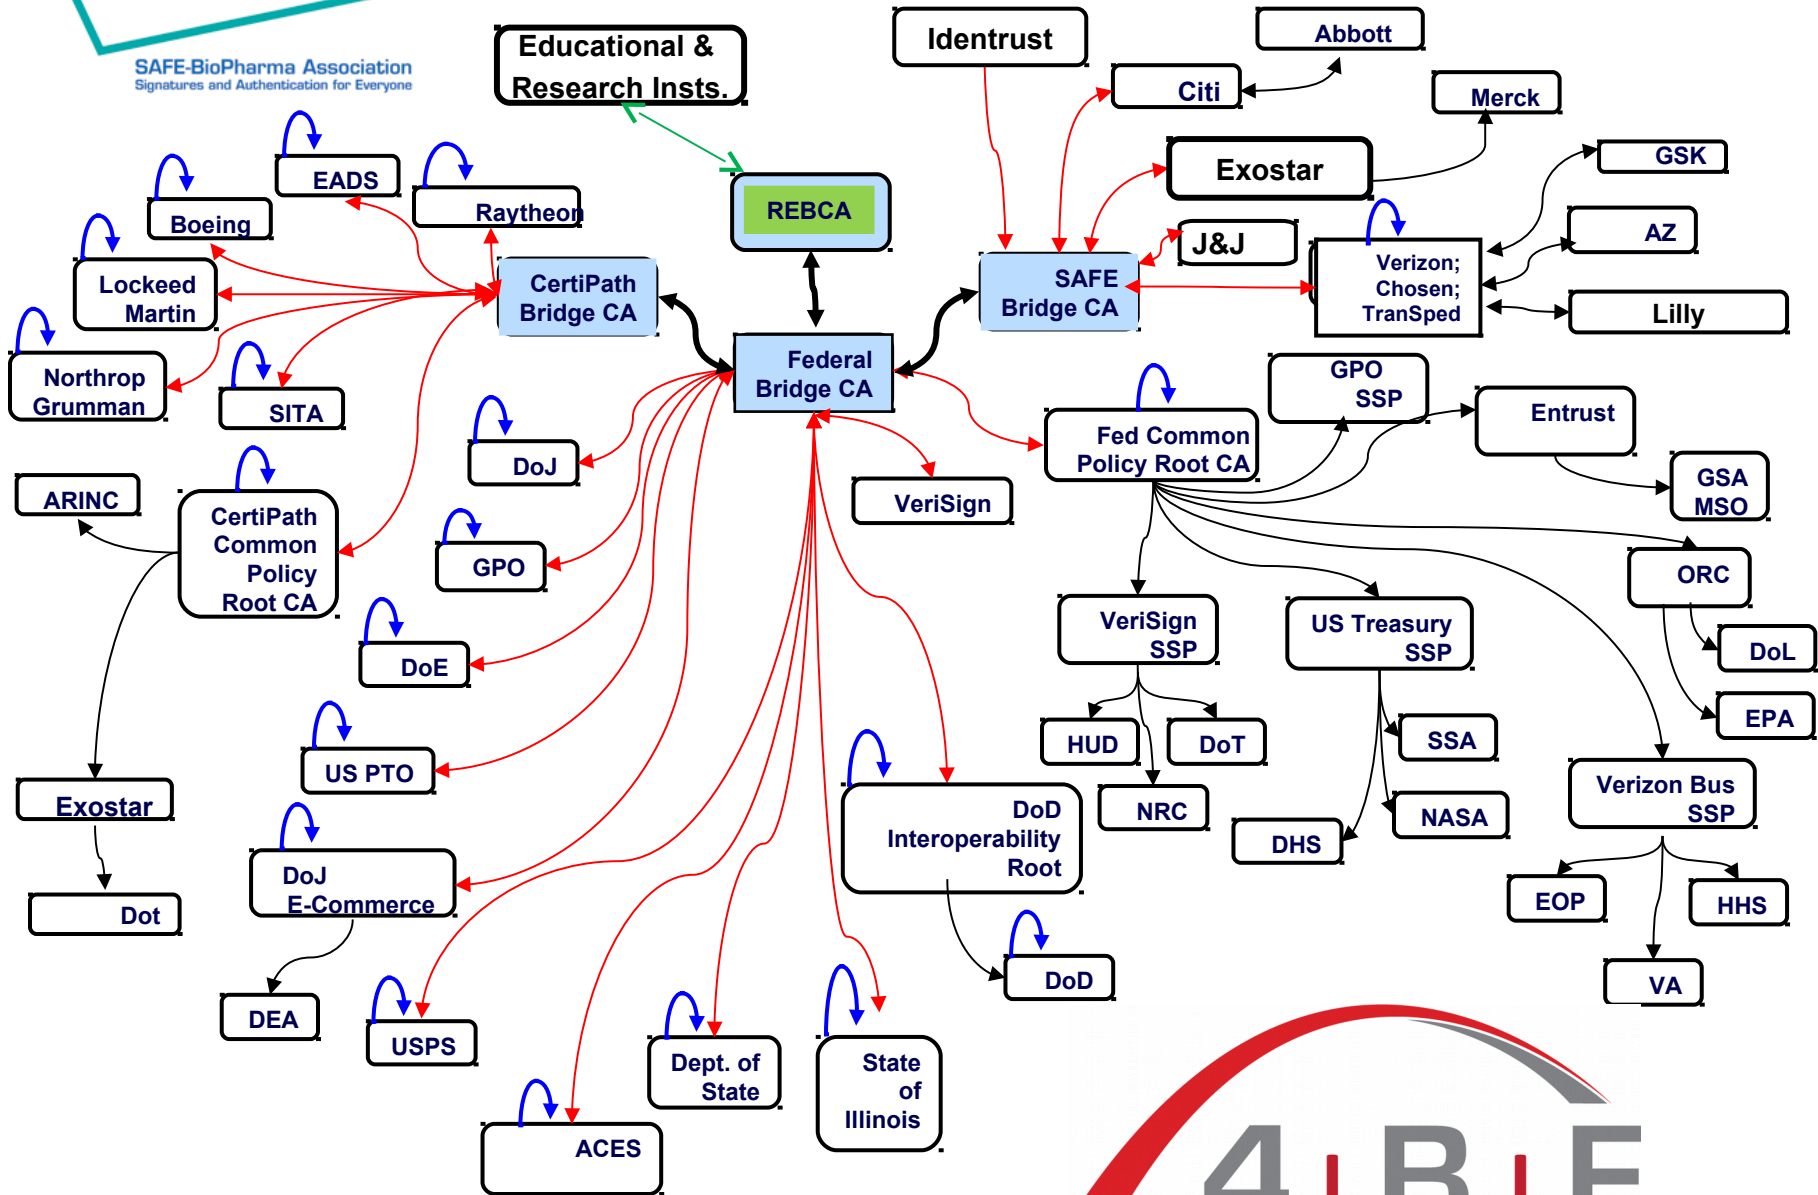 SAFE-BioPharma Association
Signatures and Authentication for Everyone
Educational &
Research Insts.
Identrust
Abbott
Citi
Merck
Exostar
GSK
EADS
Raytheon
Boeing
REBCA
J&J
AZ
Lockeed
Martin
CertiPath
Bridge CA
SAFE
Bridge CA
Verizon;
Chosen;
TranSped
Lilly
Northrop
Grumman
SITA
Federal
Bridge CA
GPO
SSP
Entrust
DoJ
Fed Common
Policy Root CA
ARINC
VeriSign
GSA
MSO
CertiPath
Common
Policy
Root CA
GPO
ORC
DoE
VeriSign
SSP
US Treasury
SSP
DoL
EPA
US PTO
HUD
DoT
SSA
Exostar
DoD
Interoperability
Root
NRC
NASA
Verizon Bus
SSP
DHS
DoJ
E-Commerce
Dot
EOP
HHS
DoD
VA
DEA
USPS
Dept. of
State
State
of
Illinois
ACES
4 B F